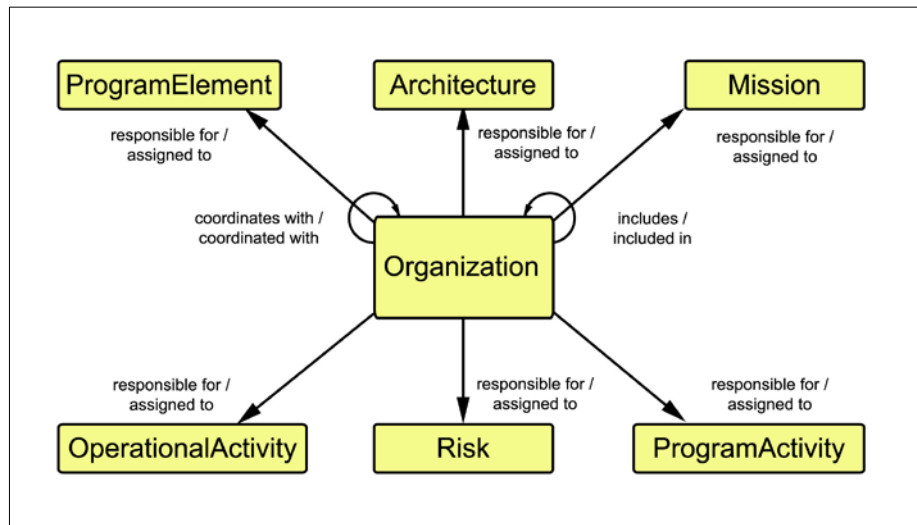 ProgramElement
Architecture
Mission
responsible for /
assigned to
responsible for /
assigned to
responsible for /
assigned to
coordinates with /
coordinated with
includes /
included in
Organization
responsible for /
assigned to
responsible for /
assigned to
responsible for /
assigned to
OperationalActivity
Risk
ProgramActivity